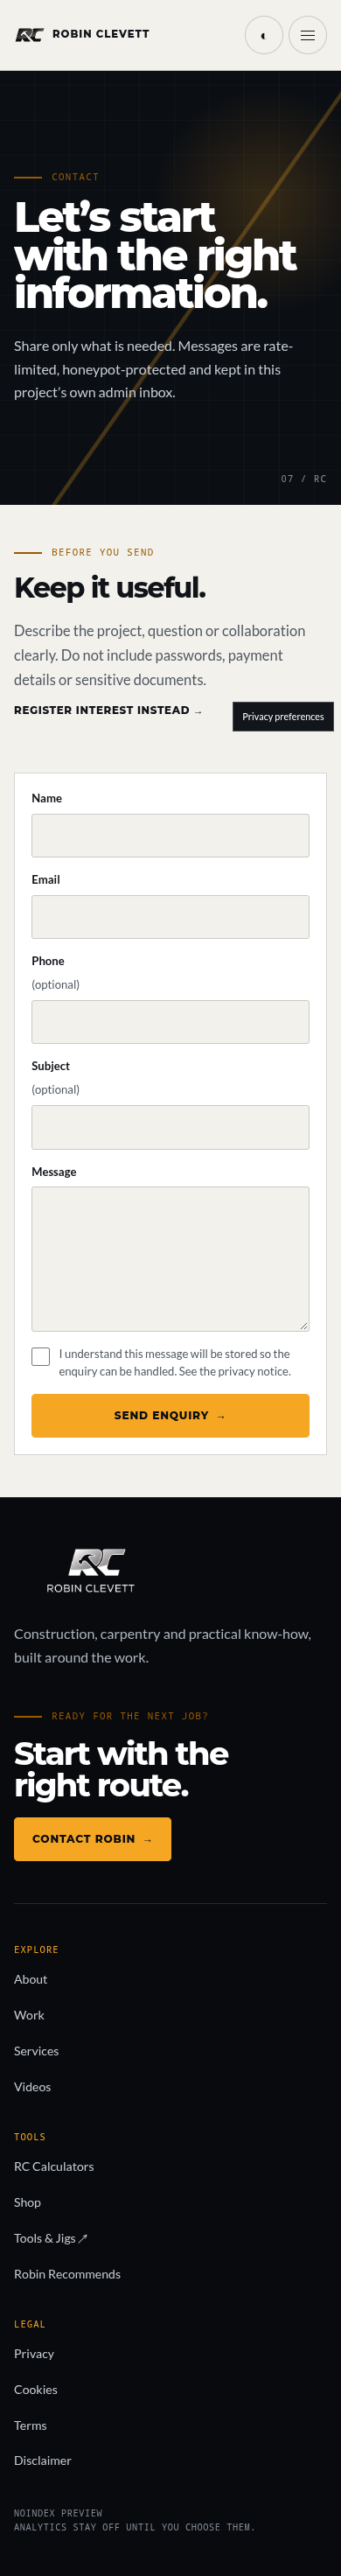 RC ROBIN CLEVETT
CONTACT
Let’s start
with the right
information.
Share only what is needed. Messages are rate-
limited, honeypot-protected and kept in this
project’s own admin inbox.
07 / RC
BEFORE YOU SEND
Keep it useful.
Describe the project, question or collaboration
clearly. Do not include passwords, payment
details or sensitive documents.
REGISTER INTEREST INSTEAD →
Privacy preferences
Name
Email
Phone
(optional)
Subject
(optional)
Message
I understand this message will be stored so the
enquiry can be handled. See the privacy notice.
SEND ENQUIRY →
RC
ROBIN CLEVETT
Construction, carpentry and practical know-how,
built around the work.
READY FOR THE NEXT JOB?
Start with the
right route.
CONTACT ROBIN →
EXPLORE
About
Work
Services
Videos
TOOLS
RC Calculators
Shop
Tools & Jigs ↗
Robin Recommends
LEGAL
Privacy
Cookies
Terms
Disclaimer
NOINDEX PREVIEW
ANALYTICS STAY OFF UNTIL YOU CHOOSE THEM.